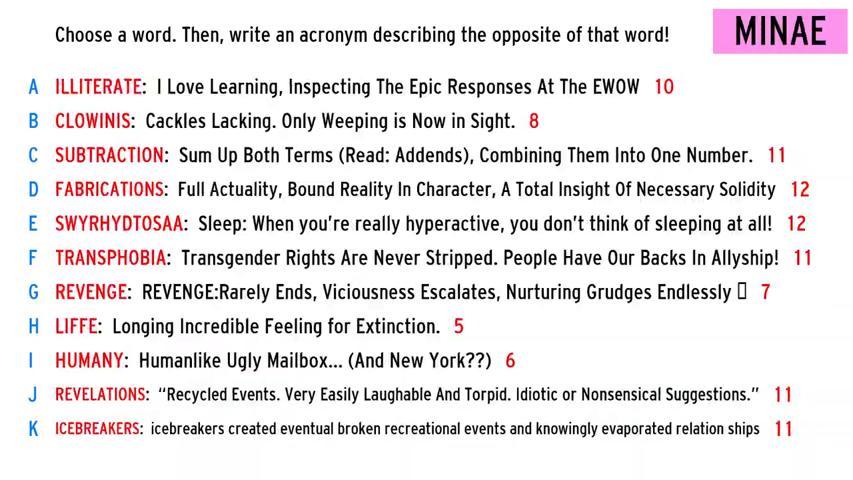 Choose a word. Then, write an acronym describing the opposite of that word!
MINAE
A ILLITERATE: I Love Learning, Inspecting The Epic Responses At The EWOW 10
B CLOWINIS: Cackles Lacking. Only Weeping is Now in Sight. 8
C SUBTRACTION: Sum Up Both Terms (Read: Addends), Combining Them Into One Number. 11
D FABRICATIONS: Full Actuality, Bound Reality In Character, A Total Insight Of Necessary Solidity 12
E SWYRHYDTOSAA: Sleep: When you're really hyperactive, you don't think of sleeping at all! 12
F TRANSPHOBIA: Transgender Rights Are Never Stripped. People Have Our Backs In Allyship! 11
G REVENGE: REVENGE:Rarely Ends, Viciousness Escalates, Nurturing Grudges Endlessly ▯ 7
H LIFFE: Longing Incredible Feeling for Extinction. 5
I HUMANY: Humanlike Ugly Mailbox... (And New York??) 6
J REVELATIONS: “Recycled Events. Very Easily Laughable And Torpid. Idiotic or Nonsensical Suggestions.” 11
K ICEBREAKERS: icebreakers created eventual broken recreational events and knowingly evaporated relation ships 11